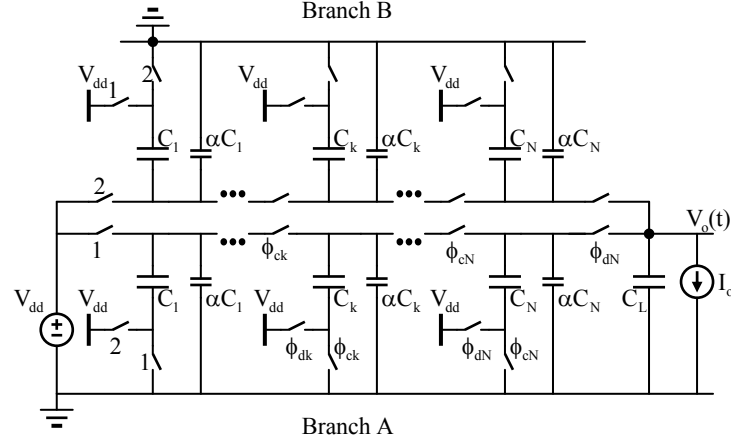 Branch B
V_dd 1 2 V_dd V_dd
C_1 αC_1 C_k αC_k C_N αC_N
2
V_o(t)
1 ϕ_ck ϕ_cN ϕ_dN
V_dd C_1 αC_1 C_k αC_k C_N αC_N C_L I_o
V_dd V_dd V_dd
2 1 ϕ_dk ϕ_ck ϕ_dN ϕ_cN
Branch A